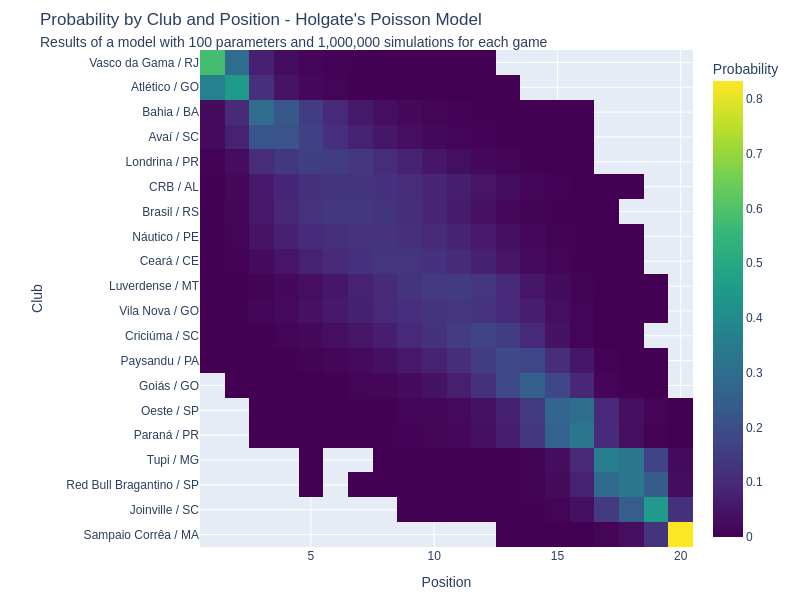 Probability by Club and Position - Holgate's Poisson Model
Results of a model with 100 parameters and 1,000,000 simulations for each game
Vasco da Gama / RJ
Atlético / GO
Bahia / BA
Avaí / SC
Londrina / PR
CRB / AL
Brasil / RS
Náutico / PE
Ceará / CE
Luverdense / MT
Vila Nova / GO
Criciúma / SC
Paysandu / PA
Goiás / GO
Oeste / SP
Paraná / PR
Tupi / MG
Red Bull Bragantino / SP
Joinville / SC
Sampaio Corrêa / MA
Club
5
10
15
20
Position
Probability
0.8
0.7
0.6
0.5
0.4
0.3
0.2
0.1
0